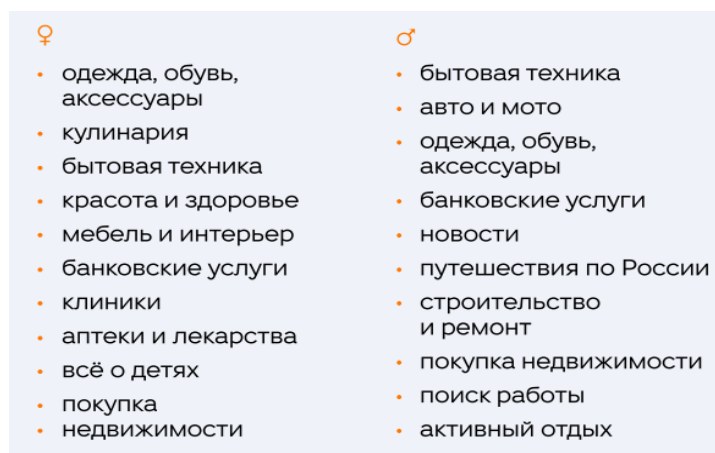 ♀
• одежда, обувь,
аксессуары
• кулинария
• бытовая техника
• красота и здоровье
• мебель и интерьер
• банковские услуги
• клиники
• аптеки и лекарства
• всё о детях
• покупка
• недвижимости
♂
• бытовая техника
• авто и мото
• одежда, обувь,
аксессуары
• банковские услуги
• новости
• путешествия по России
• строительство
и ремонт
• покупка недвижимости
• поиск работы
• активный отдых